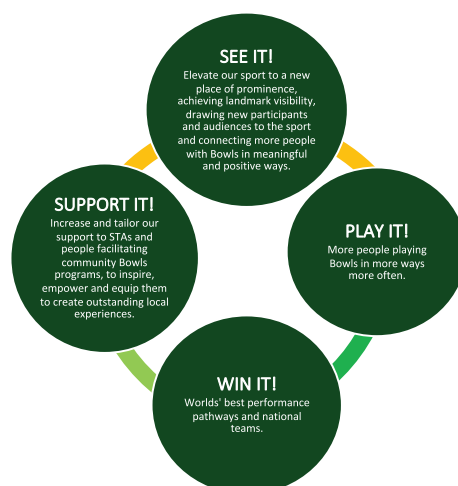 SEE IT!
Elevate our sport to a new
place of prominence,
achieving landmark visibility,
drawing new participants
and audiences to the sport
and connecting more people
with Bowls in meaningful
and positive ways.
PLAY IT!
More people playing
Bowls in more ways
more often.
WIN IT!
Worlds' best performance
pathways and national
teams.
SUPPORT IT!
Increase and tailor our
support to STAs and
people facilitating
community Bowls
programs, to inspire,
empower and equip them
to create outstanding local
experiences.